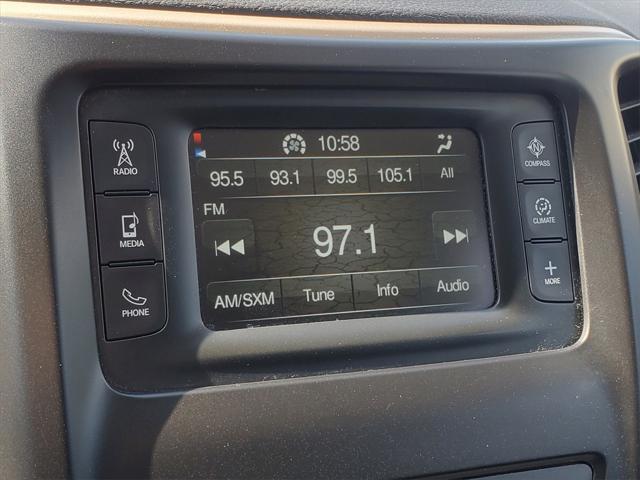 10:58
95.5 93.1 99.5 105.1 All
FM
97.1
AM/SXM Tune Info Audio
RADIO
MEDIA
PHONE
N
COMPASS
CLIMATE
MORE